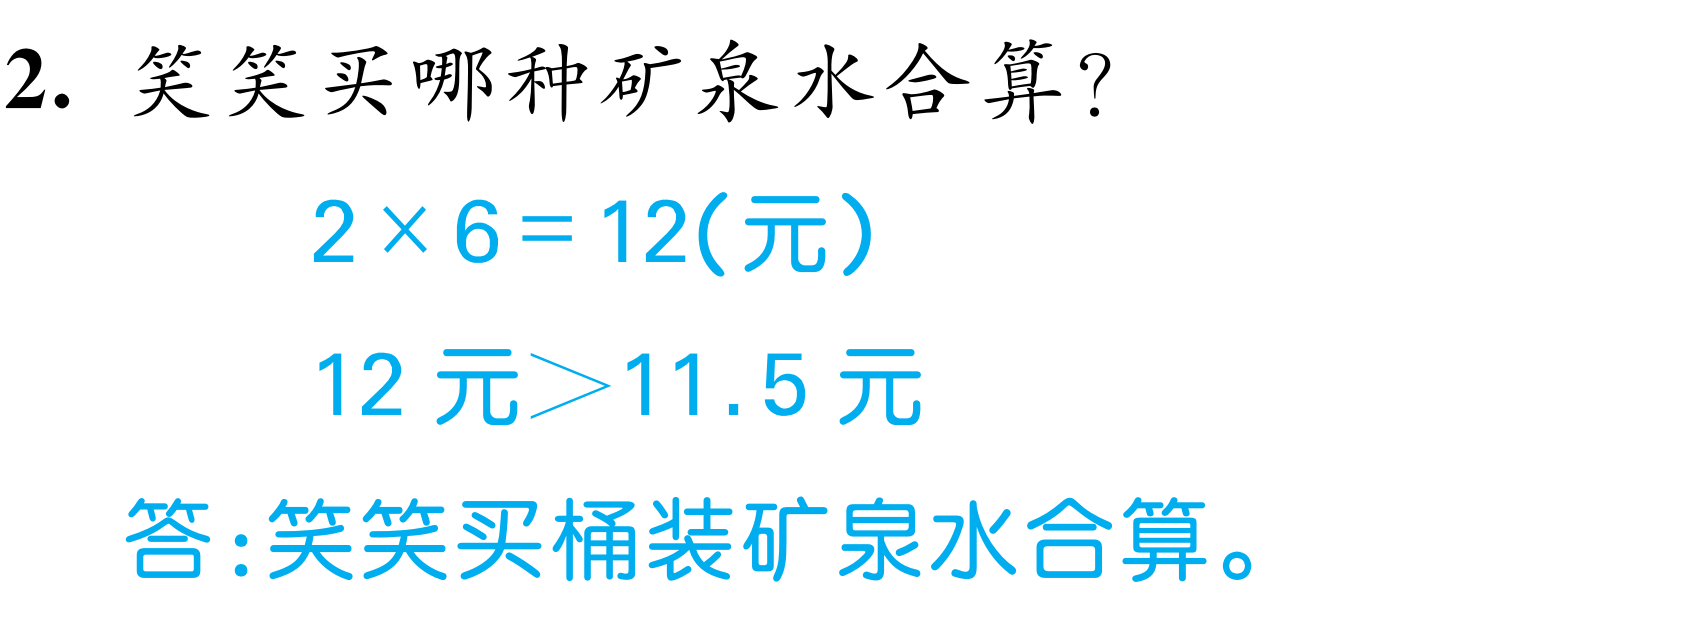 2. 笑笑买哪种矿泉水合算?
2×6=12(元)
12元>11.5元
答:笑笑买桶装矿泉水合算。